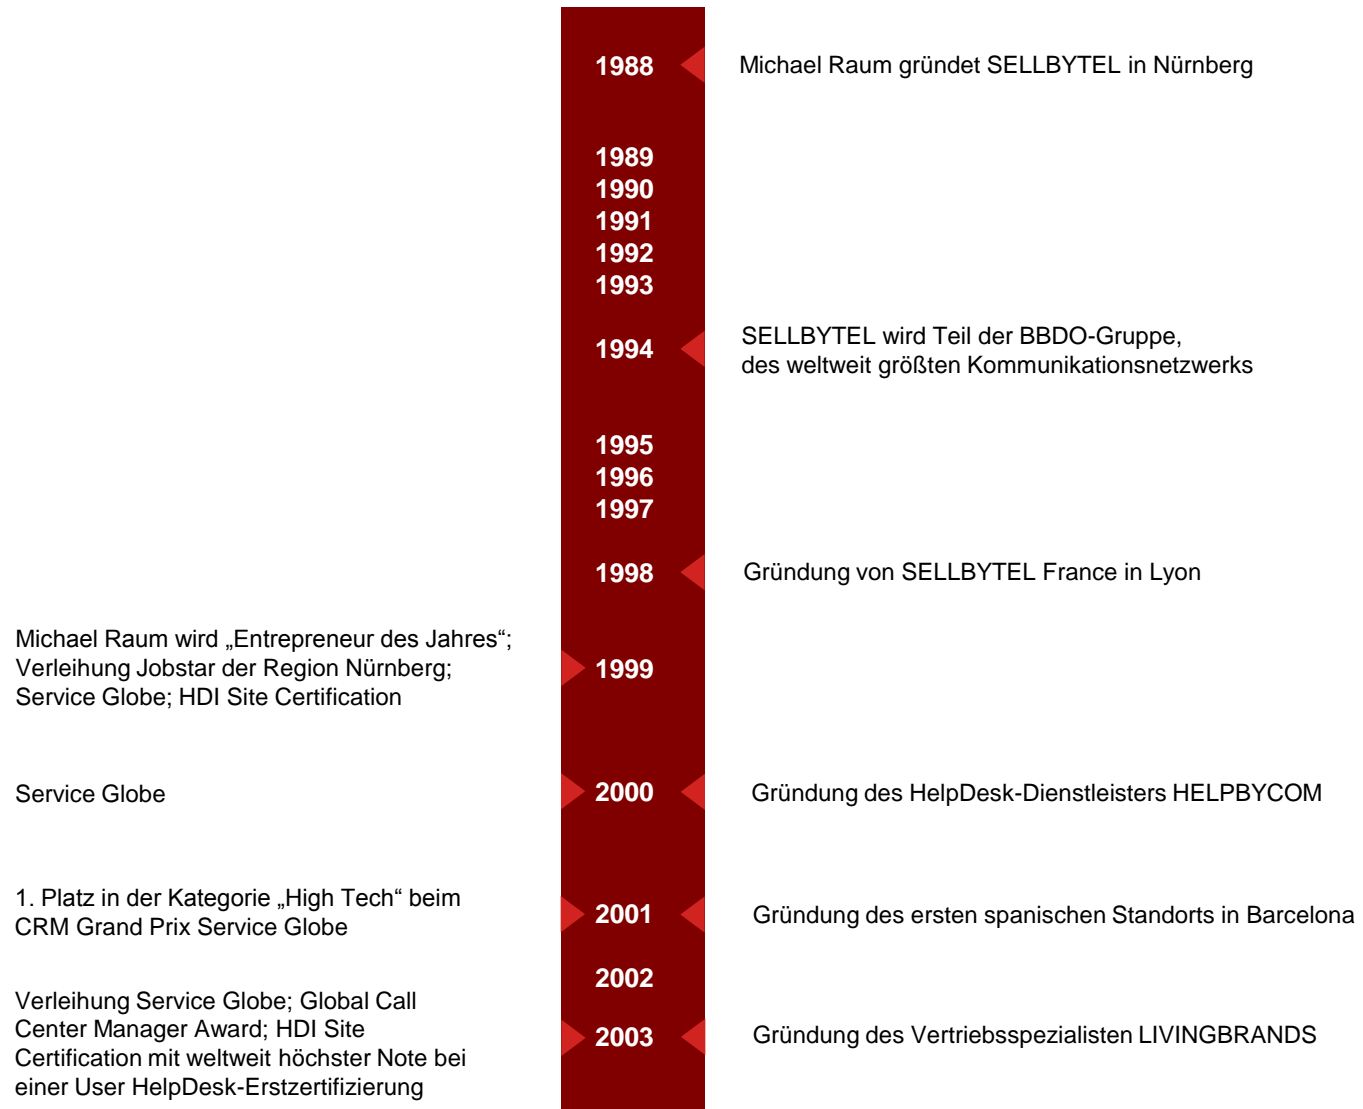 1988
Michael Raum gründet SELLBYTEL in Nürnberg
1989
1990
1991
1992
1993
1994
SELLBYTEL wird Teil der BBDO-Gruppe,
des weltweit größten Kommunikationsnetzwerks
1995
1996
1997
1998
Gründung von SELLBYTEL France in Lyon
Michael Raum wird „Entrepreneur des Jahres“;
Verleihung Jobstar der Region Nürnberg;
Service Globe; HDI Site Certification
1999
Service Globe
2000
Gründung des HelpDesk-Dienstleisters HELPBYCOM
1. Platz in der Kategorie „High Tech“ beim
CRM Grand Prix Service Globe
2001
Gründung des ersten spanischen Standorts in Barcelona
2002
Verleihung Service Globe; Global Call
Center Manager Award; HDI Site
Certification mit weltweit höchster Note bei
einer User HelpDesk-Erstzertifizierung
2003
Gründung des Vertriebsspezialisten LIVINGBRANDS